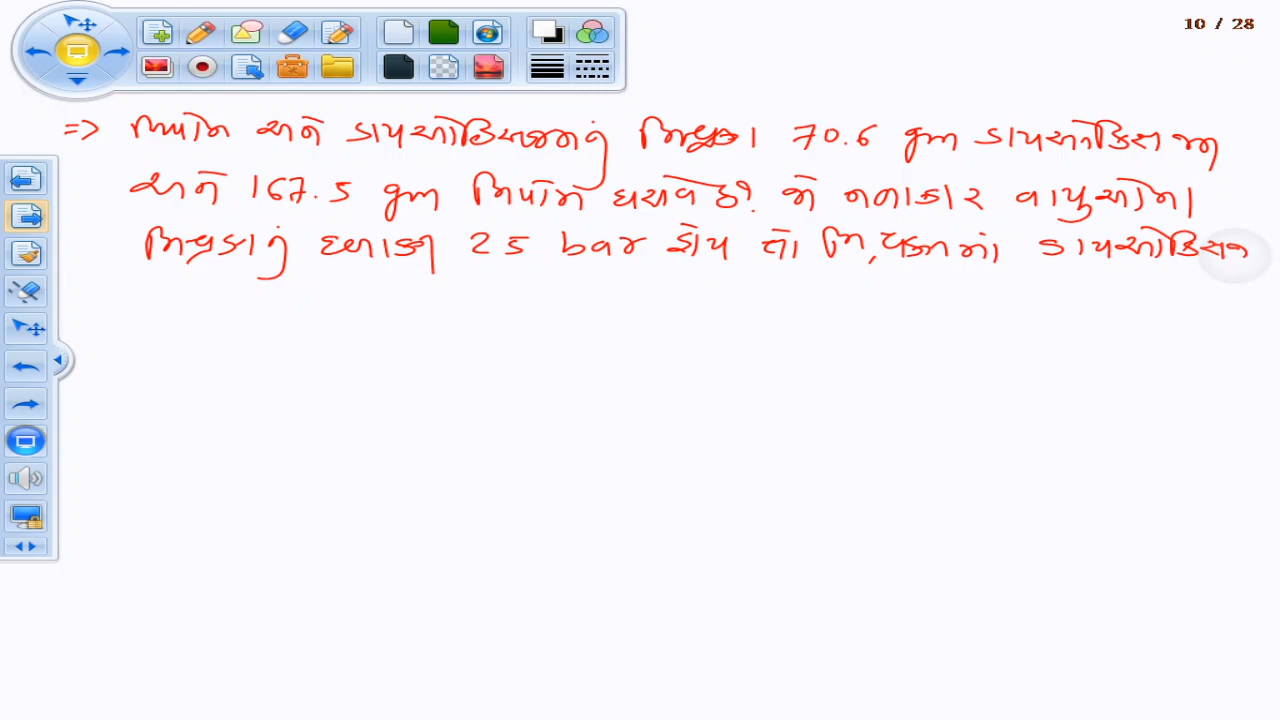 10 / 28
=> નિયોન અને ડાયઓક્સિજનનું મિશ્રણ 70.6 gm ડાયઓક્સિજન
અને 167.5 gm નિયોન ધરાવે છે. જો નળાકાર વાયુઓના
મિશ્રણનું દબાણ 25 bar હોય તો મિશ્રણમાં ડાયઓક્સિજન